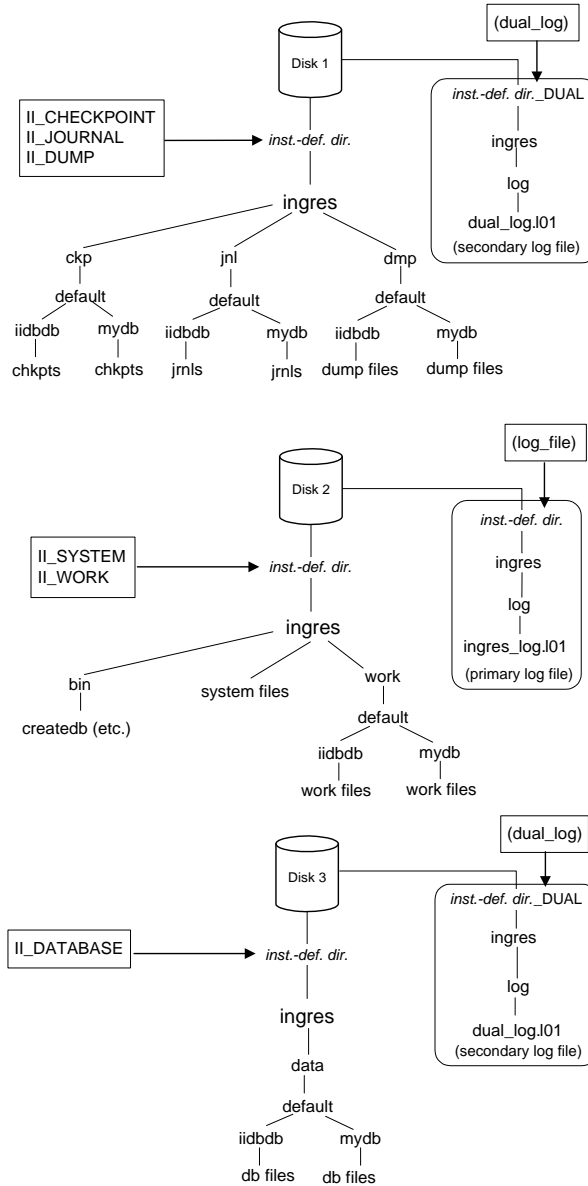 (dual_log)
Disk 1
inst.-def. dir._DUAL
II_CHECKPOINT
II_JOURNAL
II_DUMP
inst.-def. dir.
ingres
log
dual_log.l01
(secondary log file)
ingres
ckp
jnl
dmp
default
default
default
iidbdb
mydb
iidbdb
mydb
iidbdb
mydb
chkpts
chkpts
jrnls
jrnls
dump files
dump files
(log_file)
Disk 2
inst.-def. dir.
II_SYSTEM
II_WORK
inst.-def. dir.
ingres
log
ingres_log.l01
(primary log file)
ingres
bin
system files
work
createdb (etc.)
default
iidbdb
mydb
work files
work files
(dual_log)
Disk 3
inst.-def. dir._DUAL
II_DATABASE
inst.-def. dir.
ingres
log
dual_log.l01
(secondary log file)
ingres
data
default
iidbdb
mydb
db files
db files